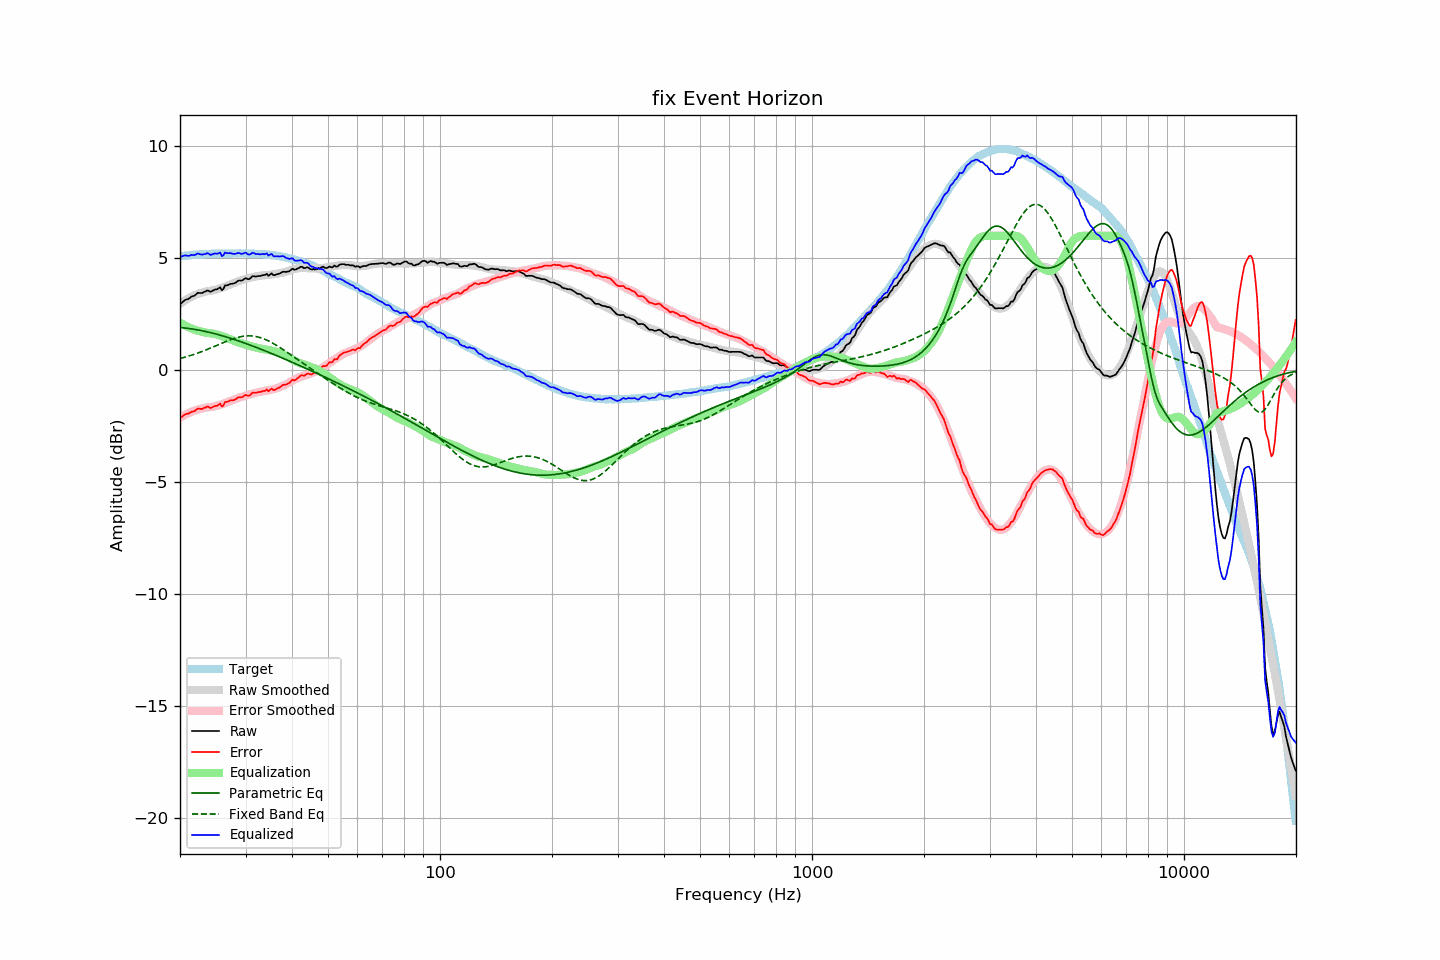 fix Event Horizon
Amplitude (dBr)
10
5
0
−5
−10
−15
−20
Target
Raw Smoothed
Error Smoothed
Raw
Error
Equalization
Parametric Eq
Fixed Band Eq
Equalized
100
1000
10000
Frequency (Hz)